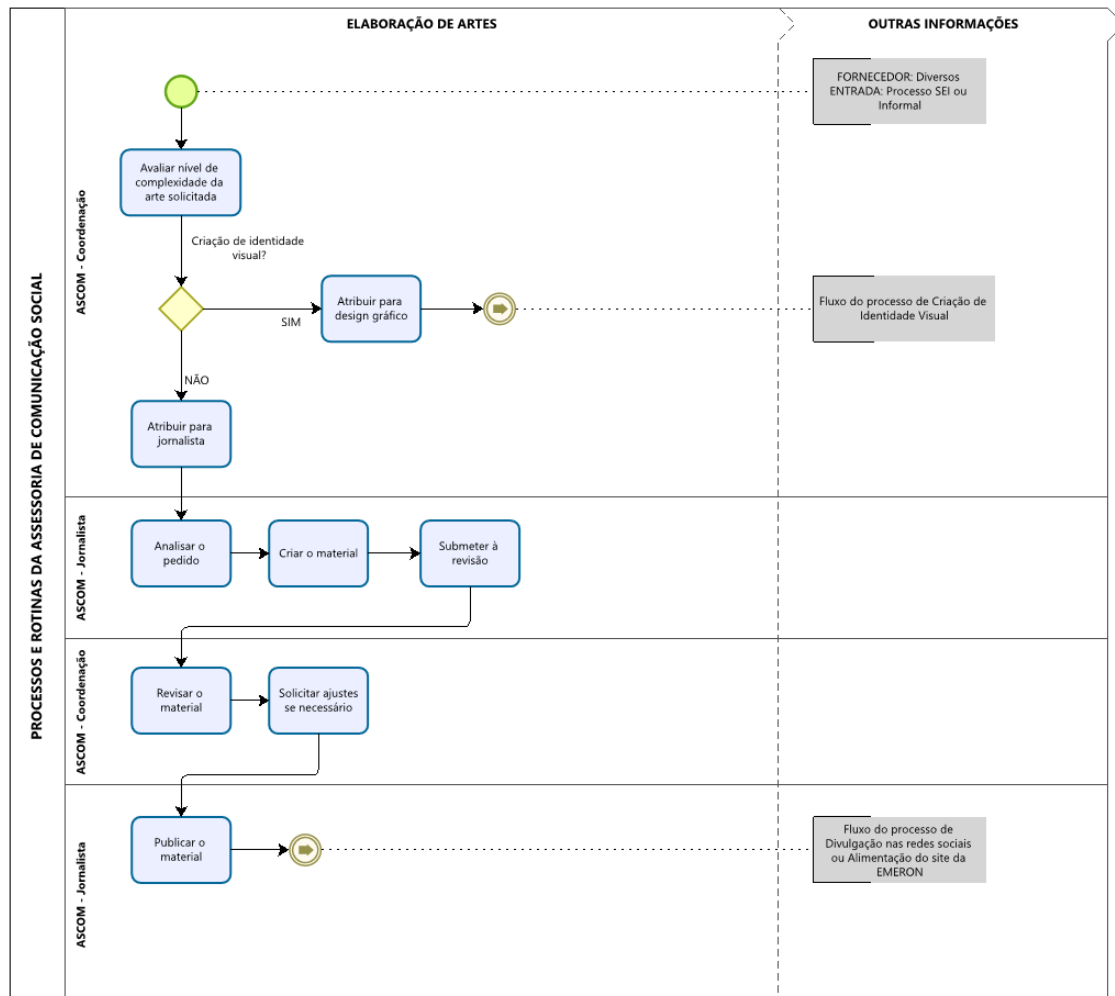 ELABORAÇÃO DE ARTES
OUTRAS INFORMAÇÕES
PROCESSOS E ROTINAS DA ASSESSORIA DE COMUNICAÇÃO SOCIAL
ASCOM - Coordenação
FORNECEDOR: Diversos
ENTRADA: Processo SEI ou
Informal
Avaliar nível de
complexidade da
arte solicitada
Criação de identidade
visual?
SIM
Atribuir para
design gráfico
Fluxo do processo de Criação de
Identidade Visual
NÃO
Atribuir para
jornalista
ASCOM - Jornalista
Analisar o
pedido
Criar o material
Submeter à
revisão
ASCOM - Coordenação
Revisar o
material
Solicitar ajustes
se necessário
ASCOM - Jornalista
Publicar o
material
Fluxo do processo de
Divulgação nas redes sociais
ou Alimentação do site da
EMERON